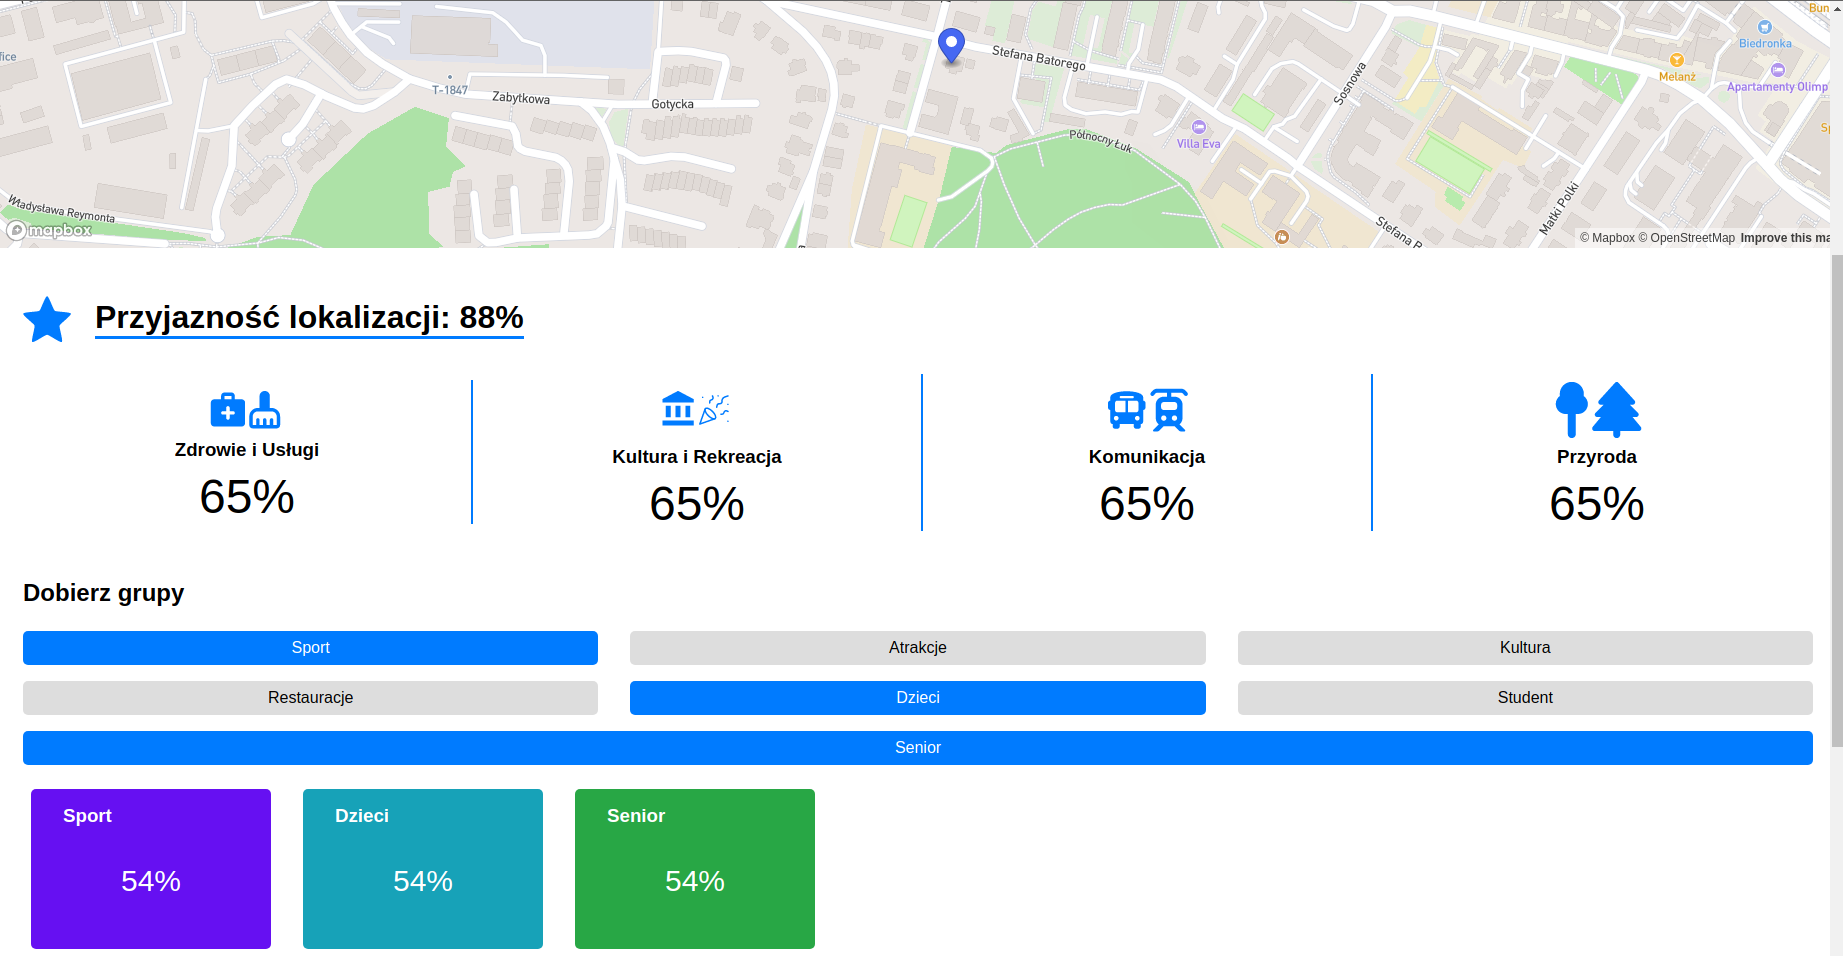 Bun
Stefana Batorego
Biedronka
fice
Melanż
T-1847
Zabytkowa
Gotycka
Sosnowa
Apartamenty Olimp
Północny Łuk
Villa Eva
Władysława Reymonta
Matki Polki
Stefana
mapbox
© Mapbox © OpenStreetMap Improve this ma
Przyjazność lokalizacji: 88%
Zdrowie i Usługi
65%
Kultura i Rekreacja
65%
Komunikacja
65%
Przyroda
65%
Dobierz grupy
Sport
Atrakcje
Kultura
Restauracje
Dzieci
Student
Senior
Sport
54%
Dzieci
54%
Senior
54%